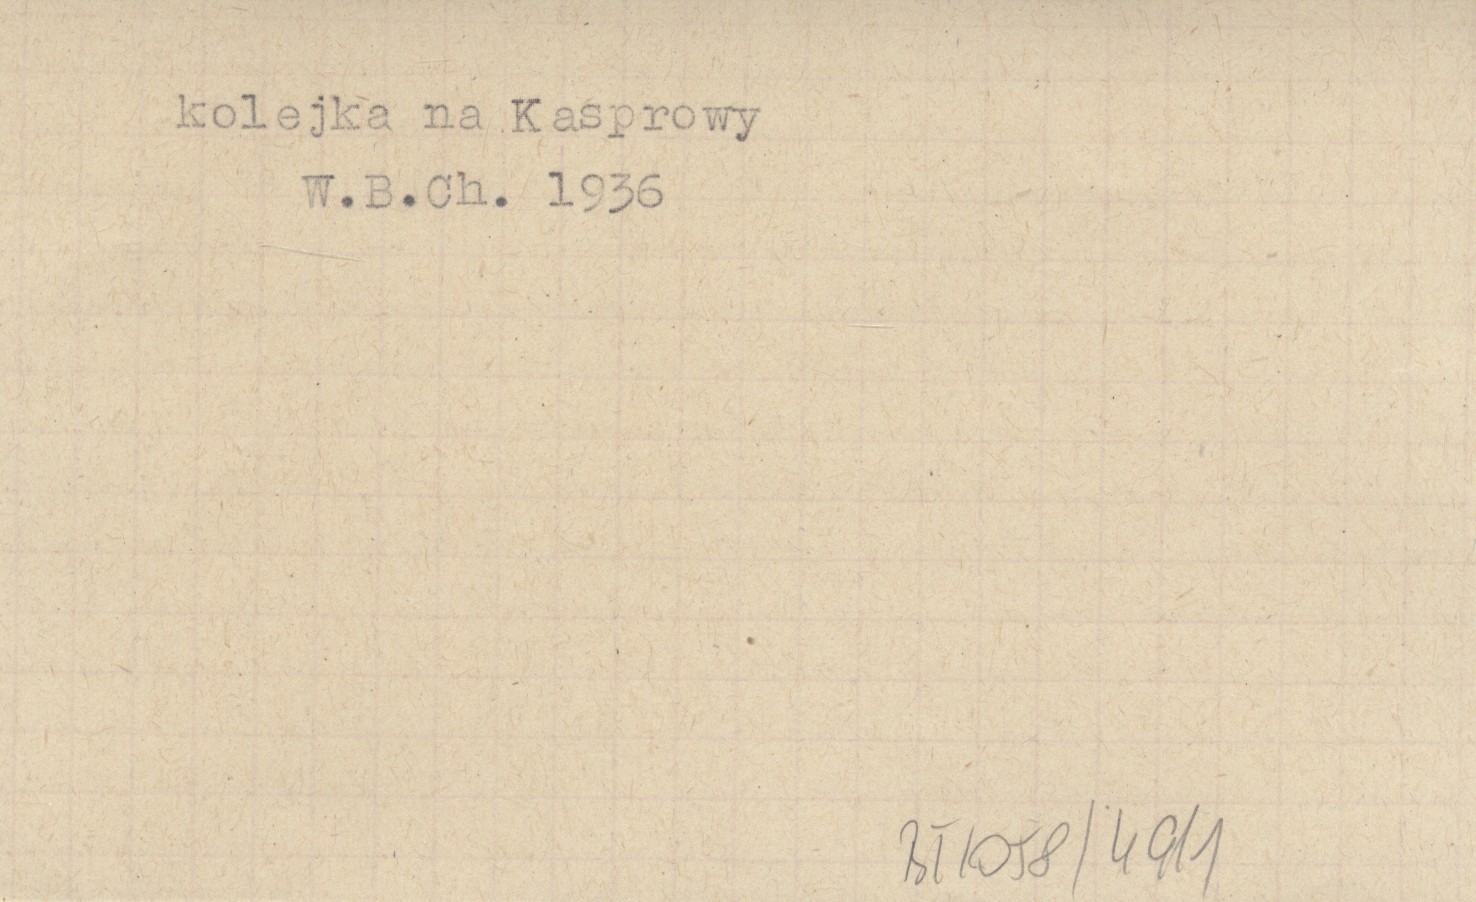 kolejka na Kasprowy
W.B.Ch. 1936